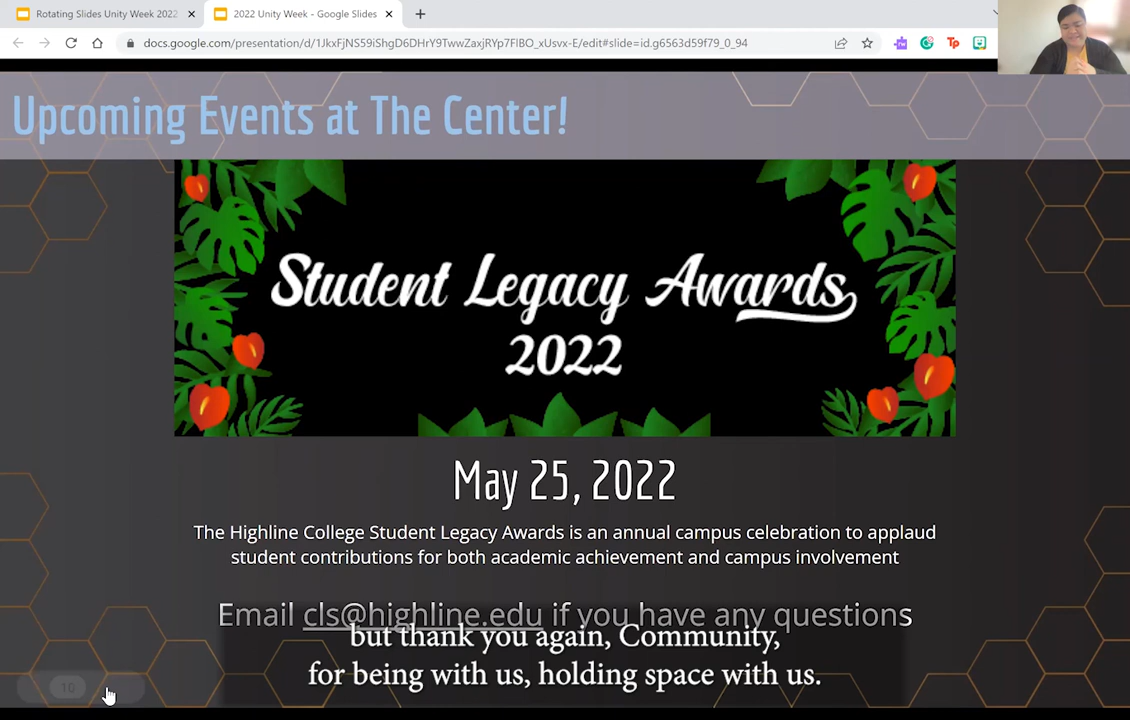 Rotating Slides Unity Week 2022
2022 Unity Week - Google Slides
docs.google.com/presentation/d/1JkxFjNS59iShgD6DHrY9TwwZaxjRYp7FlBO_xUsvx-E/edit#slide=id.g6563d59f79_0_94
Upcoming Events at The Center!
Student Legacy Awards
2022
May 25, 2022
The Highline College Student Legacy Awards is an annual campus celebration to applaud
student contributions for both academic achievement and campus involvement
Email cls@highline.edu if you have any questions
but thank you again, Community,
for being with us, holding space with us.
10